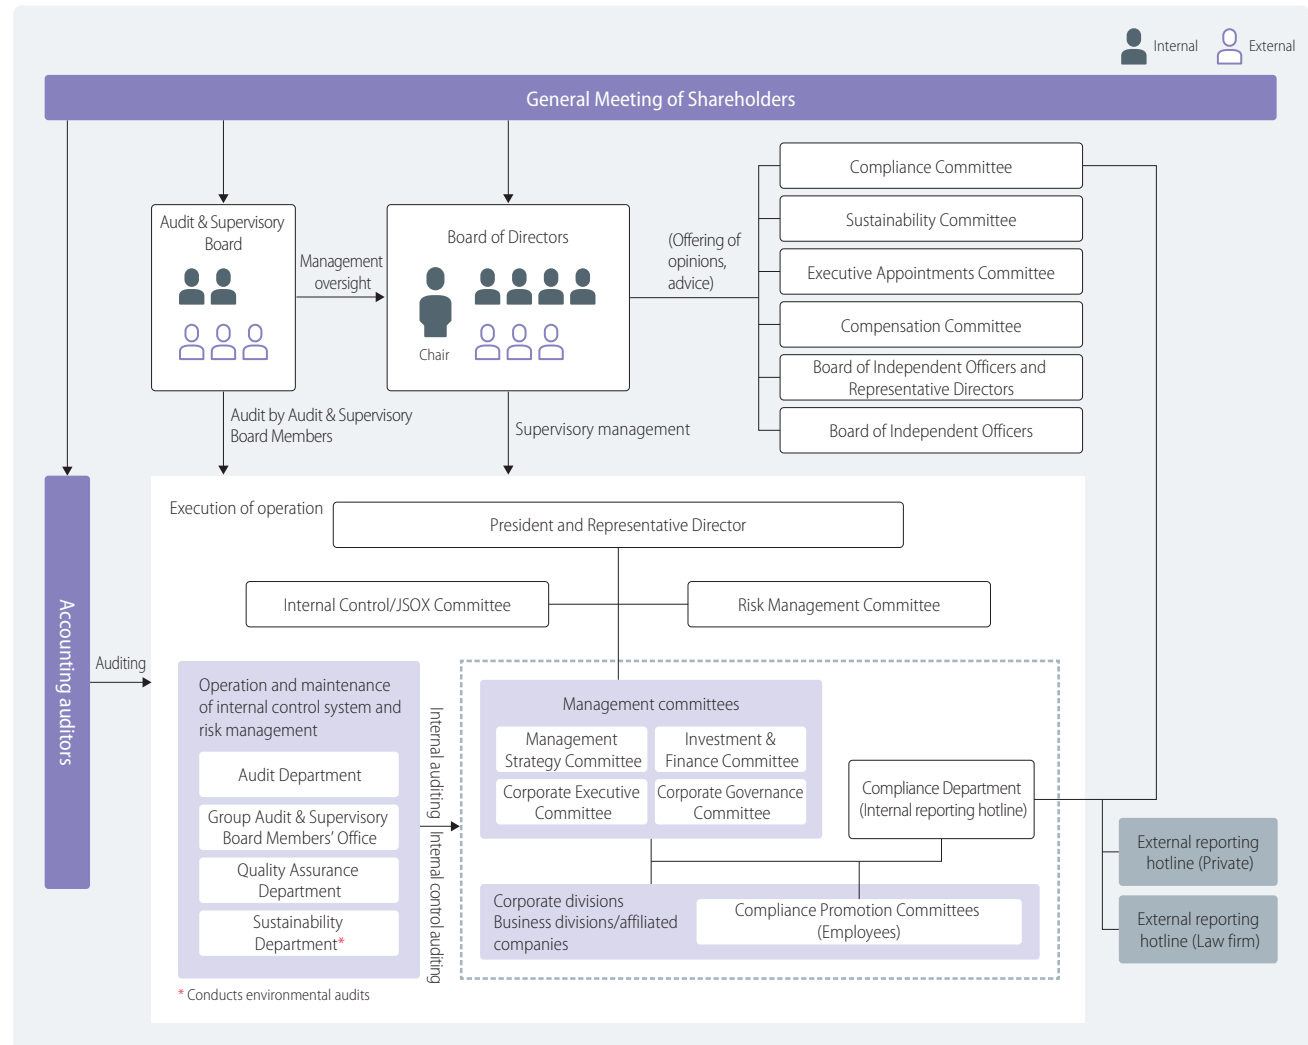 Internal
External
General Meeting of Shareholders
Audit & Supervisory
Board
Management
oversight
Board of Directors
Chair
(Offering of
opinions,
advice)
Compliance Committee
Sustainability Committee
Executive Appointments Committee
Compensation Committee
Board of Independent Officers and
Representative Directors
Board of Independent Officers
Audit by Audit & Supervisory
Board Members
Supervisory management
Accounting auditors
Auditing
Execution of operation
President and Representative Director
Internal Control/JSOX Committee
Risk Management Committee
Operation and maintenance
of internal control system and
risk management
Audit Department
Group Audit & Supervisory
Board Members’ Office
Quality Assurance
Department
Sustainability
Department*
* Conducts environmental audits
Internal auditing
Internal control auditing
Management committees
Management
Strategy Committee
Investment &
Finance Committee
Corporate Executive
Committee
Corporate Governance
Committee
Compliance Department
(Internal reporting hotline)
Corporate divisions
Business divisions/affiliated
companies
Compliance Promotion Committees
(Employees)
External reporting
hotline (Private)
External reporting
hotline (Law firm)